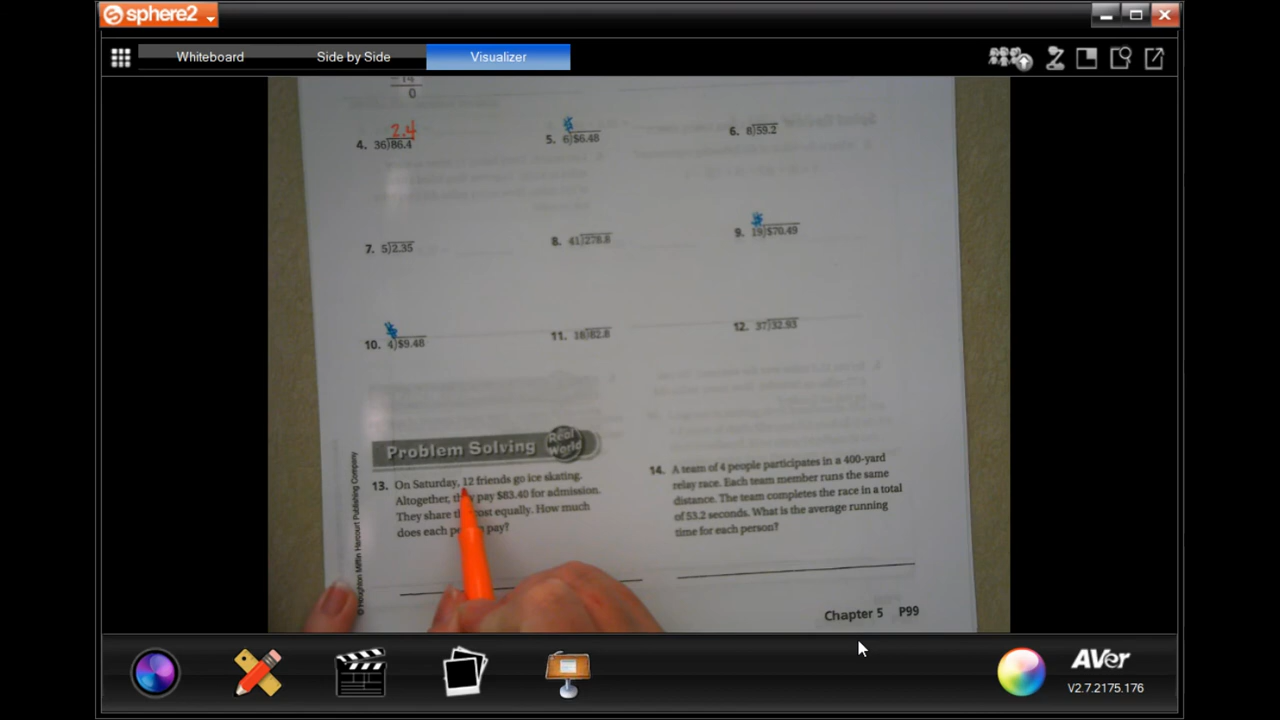 sphere2
Whiteboard
Side by Side
Visualizer
0
2.4
4. 36)86.4
5. 6)$6.48
6. 8)59.2
7. 5)2.35
8. 41)278.8
9. 19)$70.49
10. 4)$9.48
11. 18)82.8
12. 37)32.93
Problem Solving Real World
13. On Saturday, 12 friends go ice skating.
Altogether, they pay $83.40 for admission.
They share the cost equally. How much
does each person pay?
14. A team of 4 people participates in a 400-yard
relay race. Each team member runs the same
distance. The team completes the race in a total
of 53.2 seconds. What is the average running
time for each person?
© Houghton Mifflin Harcourt Publishing Company
Chapter 5 P99
AVer
V2.7.2175.176